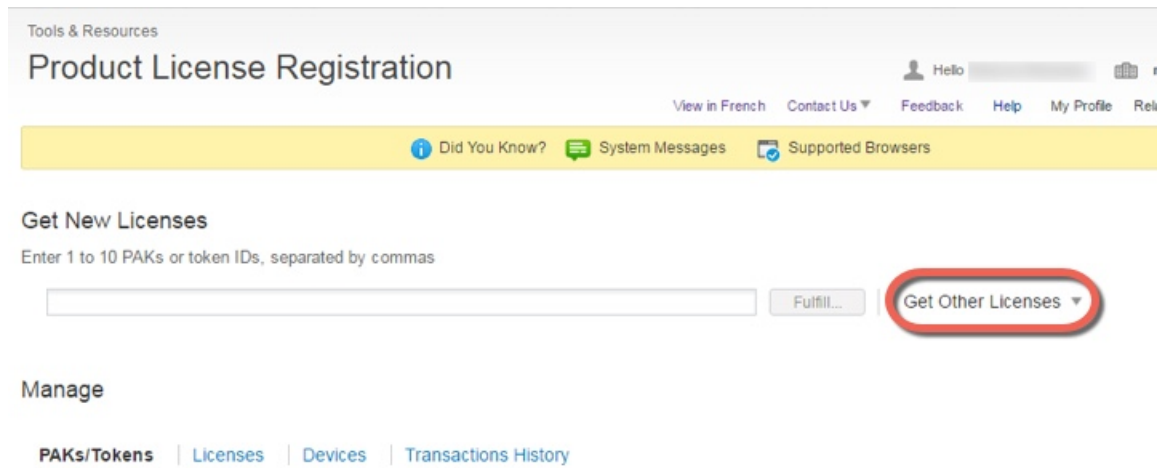 Tools & Resources
Product License Registration
Hello
View in French Contact Us Feedback Help My Profile
Did You Know? System Messages Supported Browsers
Get New Licenses
Enter 1 to 10 PAKs or token IDs, separated by commas
Fulfill... Get Other Licenses
Manage
PAKs/Tokens Licenses Devices Transactions History